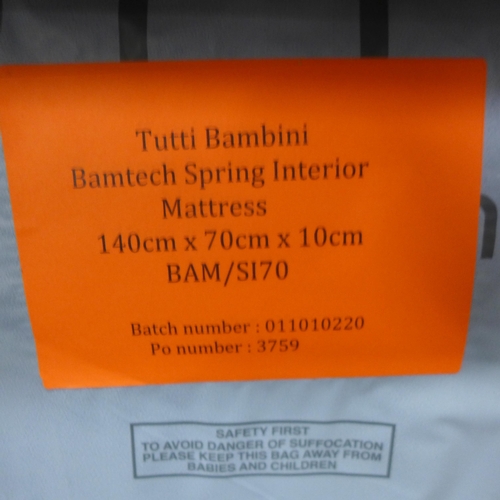 Tutti Bambini
Bamtech Spring Interior
Mattress
140cm x 70cm x 10cm
BAM/SI70
Batch number : 011010220
Po number : 3759
SAFETY FIRST
TO AVOID DANGER OF SUFFOCATION
PLEASE KEEP THIS BAG AWAY FROM
BABIES AND CHILDREN